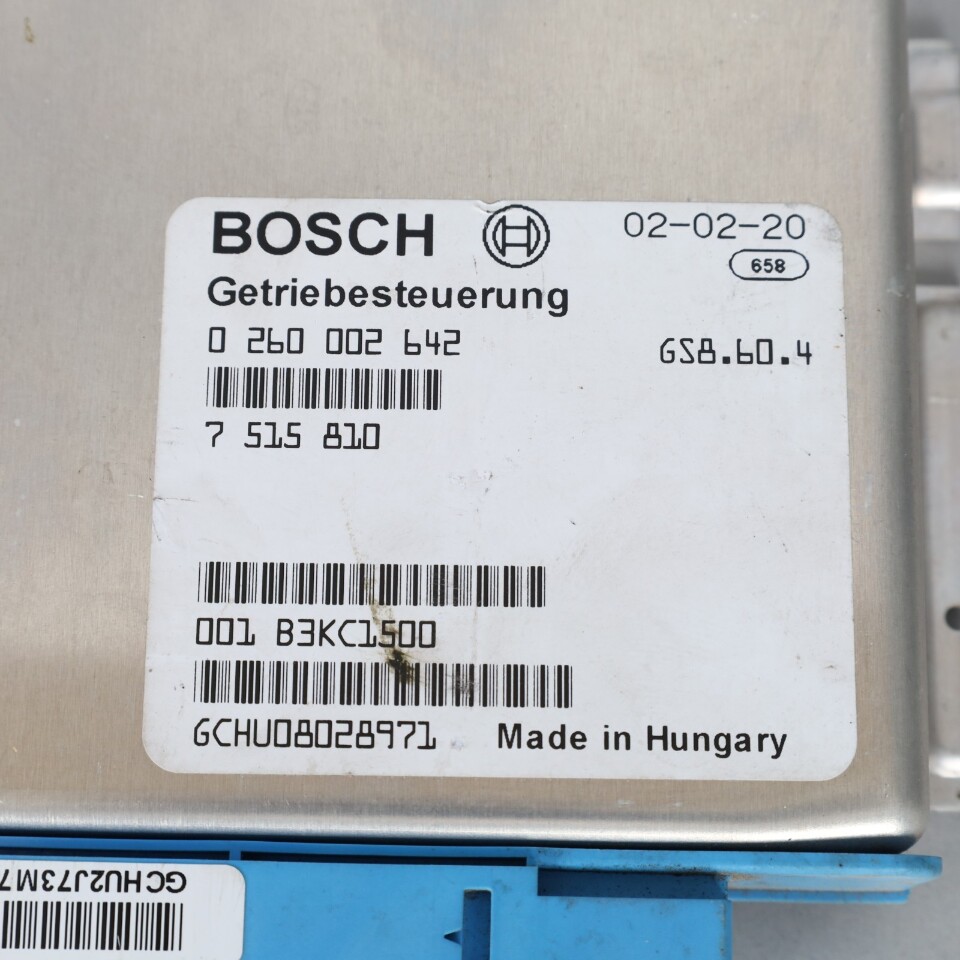 BOSCH 02-02-20
658
Getriebesteuerung
0 260 002 642 GS8.60.4
7 515 810
001 B3KC1500
GCHU08028971 Made in Hungary
GCHU2J73M7